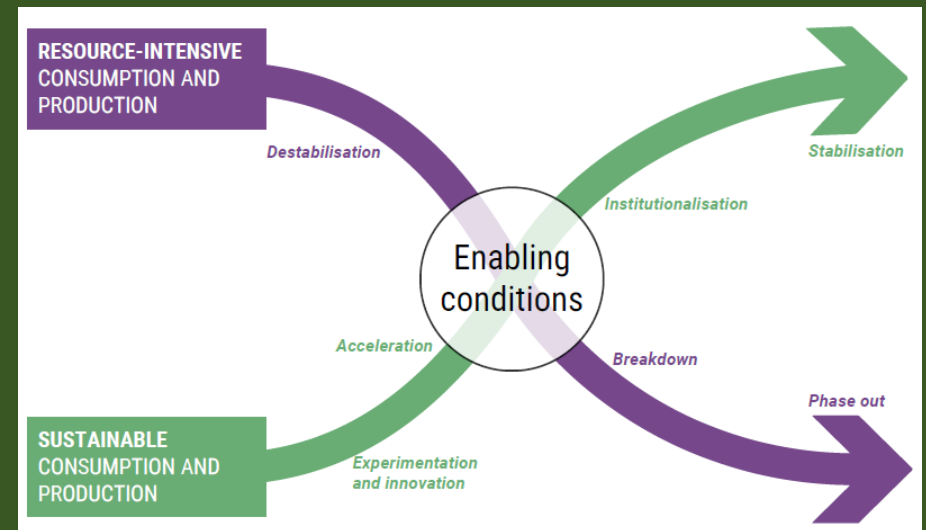 RESOURCE-INTENSIVE
CONSUMPTION AND
PRODUCTION
Destabilisation
Stabilisation
Institutionalisation
Enabling
conditions
Acceleration
Breakdown
Phase out
SUSTAINABLE
CONSUMPTION AND
PRODUCTION
Experimentation
and innovation